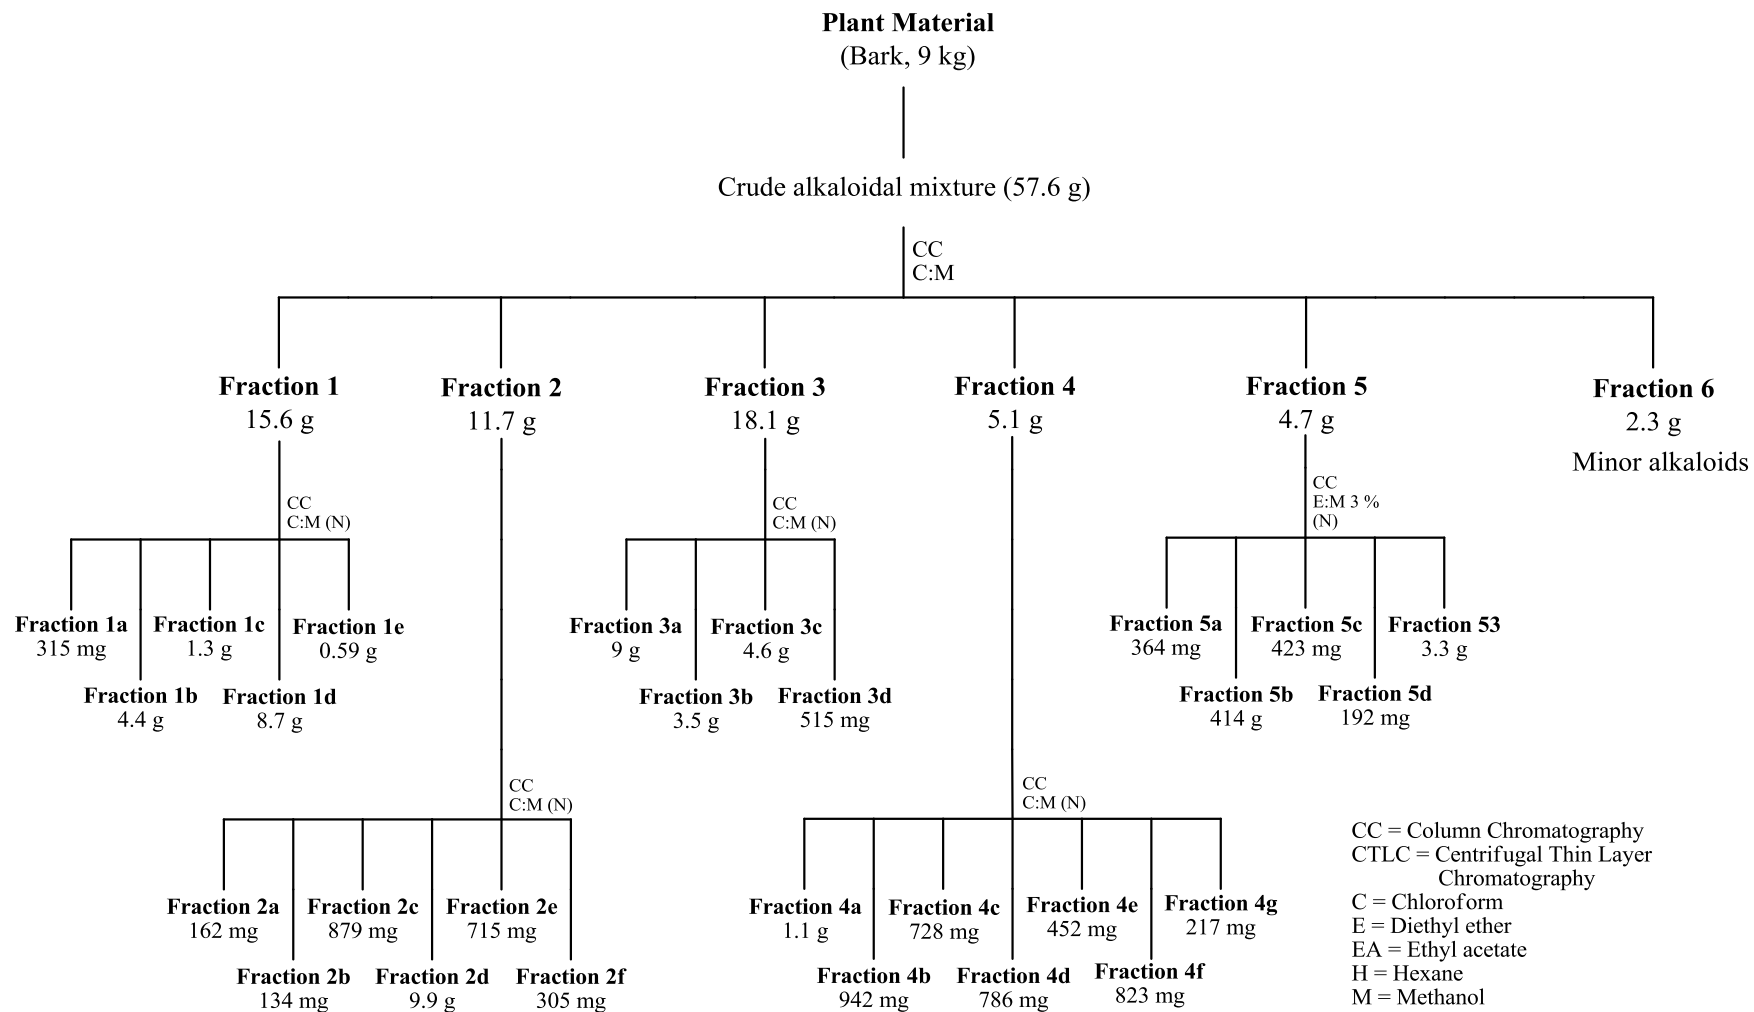 Plant Material
(Bark, 9 kg)
Crude alkaloidal mixture (57.6 g)
CC
C:M
Fraction 1
15.6 g
Fraction 2
11.7 g
Fraction 3
18.1 g
Fraction 4
5.1 g
Fraction 5
4.7 g
Fraction 6
2.3 g
Minor alkaloids
CC
C:M (N)
CC
C:M (N)
CC
E:M 3 %
(N)
Fraction 1a
315 mg
Fraction 1c
1.3 g
Fraction 1e
0.59 g
Fraction 1b
4.4 g
Fraction 1d
8.7 g
Fraction 3a
9 g
Fraction 3c
4.6 g
Fraction 3b
3.5 g
Fraction 3d
515 mg
Fraction 5a
364 mg
Fraction 5c
423 mg
Fraction 53
3.3 g
Fraction 5b
414 g
Fraction 5d
192 mg
CC
C:M (N)
CC
C:M (N)
Fraction 2a
162 mg
Fraction 2c
879 mg
Fraction 2e
715 mg
Fraction 2b
134 mg
Fraction 2d
9.9 g
Fraction 2f
305 mg
Fraction 4a
1.1 g
Fraction 4c
728 mg
Fraction 4e
452 mg
Fraction 4g
217 mg
Fraction 4b
942 mg
Fraction 4d
786 mg
Fraction 4f
823 mg
CC = Column Chromatography
CTLC = Centrifugal Thin Layer
Chromatography
C = Chloroform
E = Diethyl ether
EA = Ethyl acetate
H = Hexane
M = Methanol